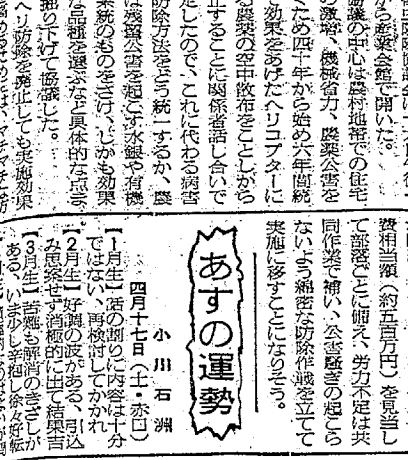 から産業会館で開いた。
協議の中心は農村地帯での住宅
の激増、機械省力、農薬公害を
くため四十年から始め六年間続
効果をあげたヘリコプターに
る農薬の空中散布をことしから
止することに関係者話し合いで
定したので、これに代わる病害
防除方法をどう統一するか、農
は残留公害を起こす水銀や有機
素統のものをさけ、しかも効果
な品種を選ぶなど具体的な点ま
掘り下げて協議した。
ヘリ防除を廃止しても実施効果
費相当額（約五百万円）を見当し
て部落ごとに備え、労力不足は共
同作業で補い、公害騒ぎの起こら
ないよう綿密な防除作戦を立てて
実施に移すことになりそう。
あすの運勢
小川石洲
四月十七日（土・赤口）
【1月生】話の割りに内容は十分
ではない、再検討してかかれ
【2月生】好調の波がある、引込
み思案せず消極的に出て結果吉
【3月生】苦難も解消のきざしが
ある、いま少し辛抱し徐々好転